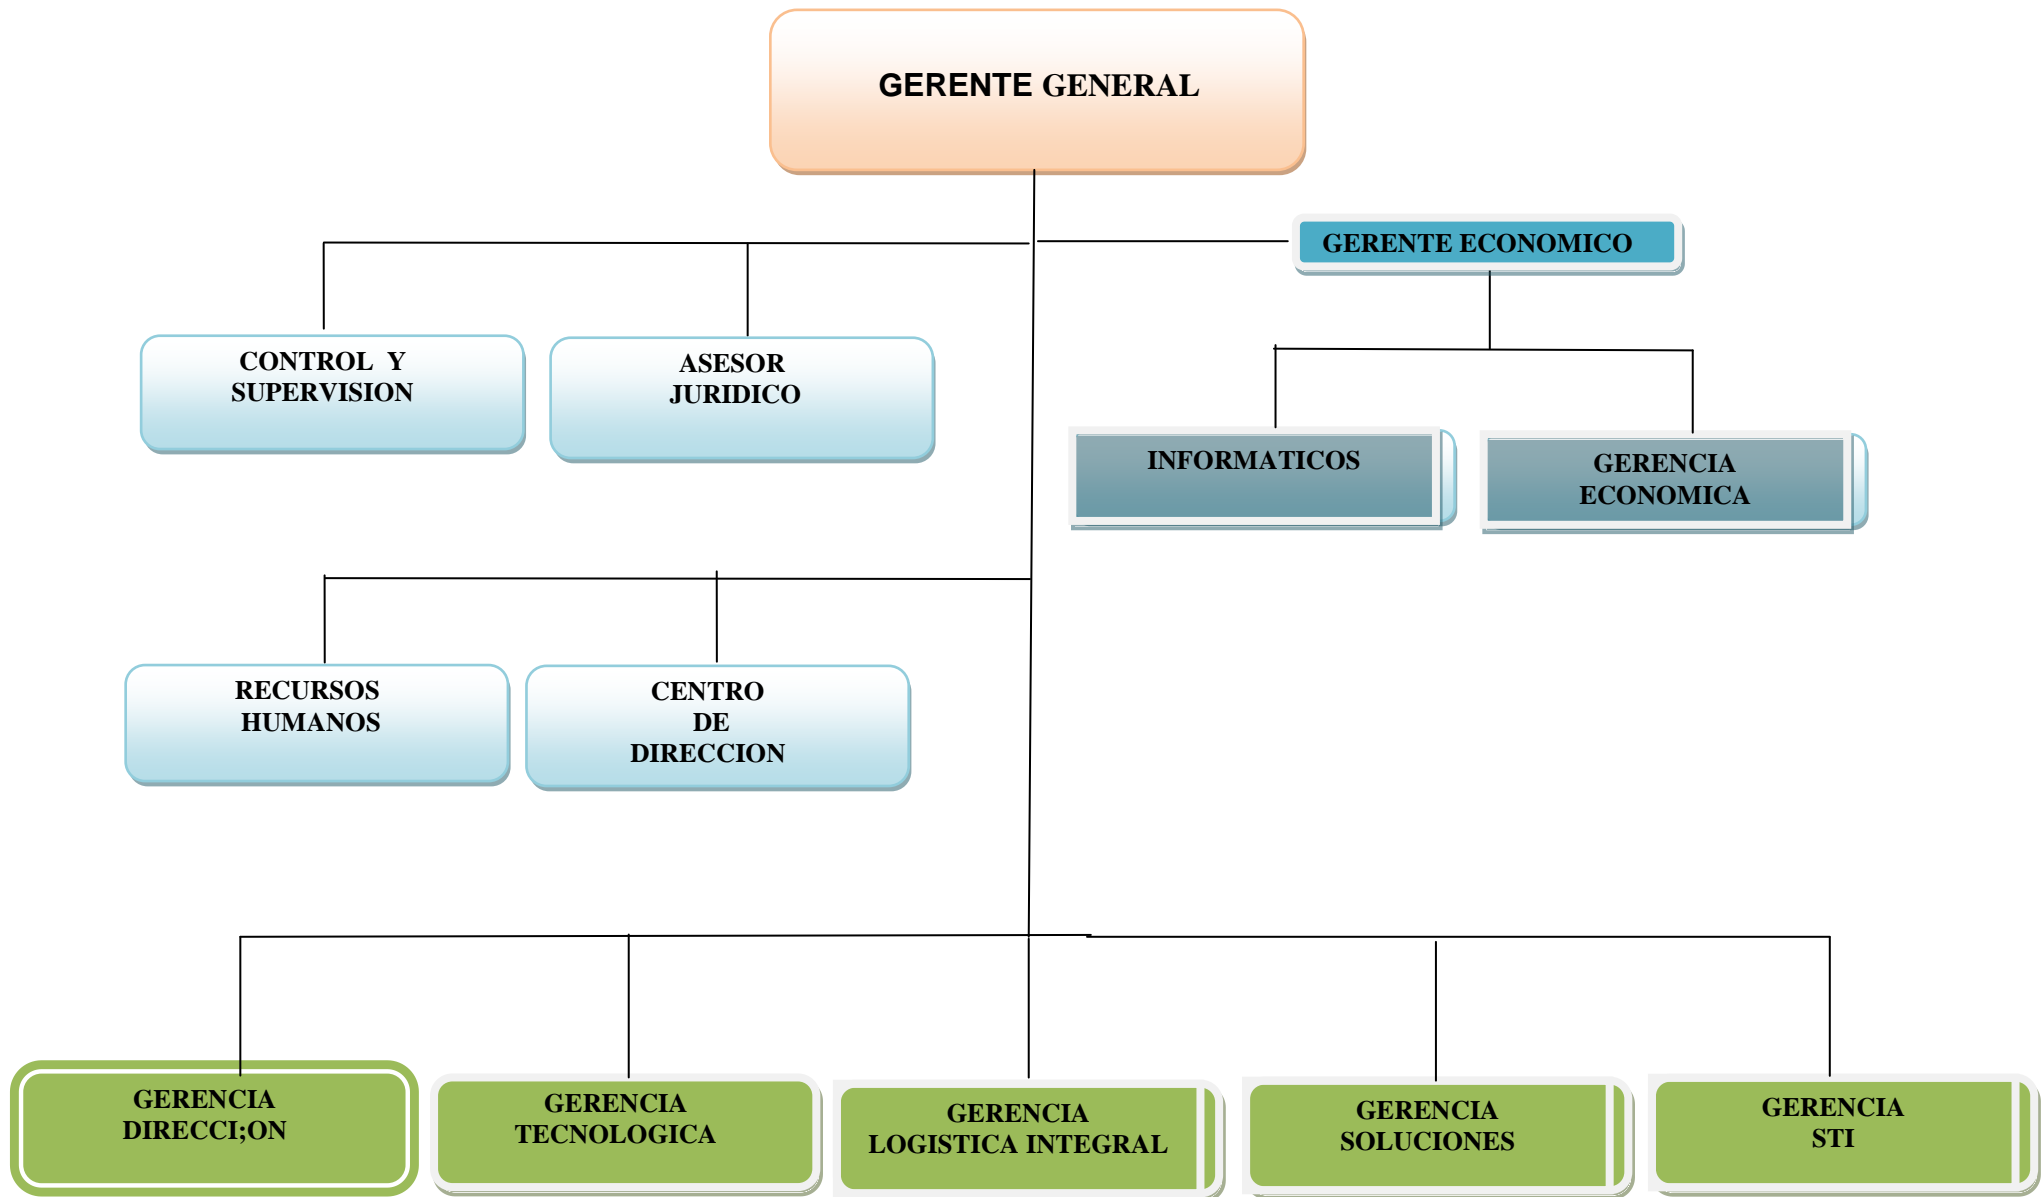 GERENTE GENERAL
GERENTE ECONOMICO
CONTROL Y
SUPERVISION
ASESOR
JURIDICO
INFORMATICOS
GERENCIA
ECONOMICA
RECURSOS
HUMANOS
CENTRO
DE
DIRECCION
GERENCIA
DIRECCI;ON
GERENCIA
TECNOLOGICA
GERENCIA
LOGISTICA INTEGRAL
GERENCIA
SOLUCIONES
GERENCIA
STI